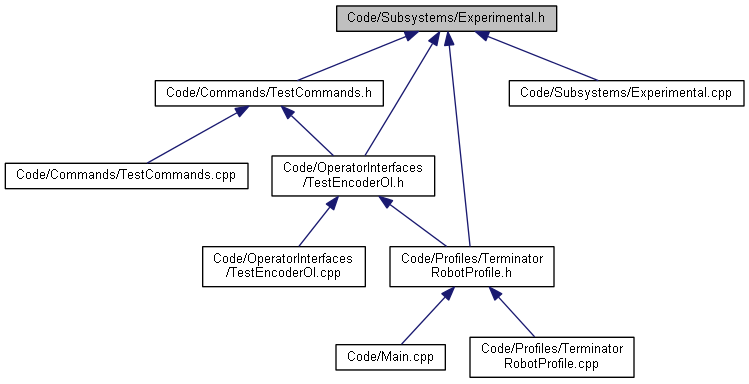 Code/Subsystems/Experimental.h
Code/Commands/TestCommands.h
Code/Subsystems/Experimental.cpp
Code/Commands/TestCommands.cpp
Code/OperatorInterfaces
/TestEncoderOI.h
Code/OperatorInterfaces
/TestEncoderOI.cpp
Code/Profiles/Terminator
RobotProfile.h
Code/Main.cpp
Code/Profiles/Terminator
RobotProfile.cpp